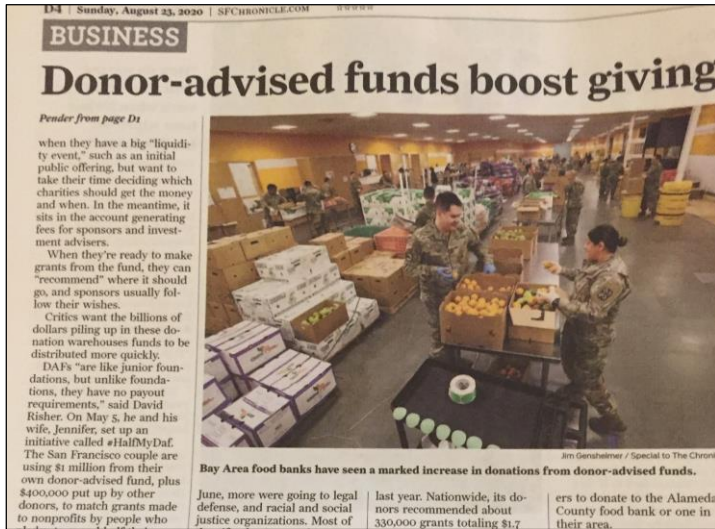 D4 | Sunday, August 23, 2020 | SFCHRONICLE.COM
BUSINESS
Donor-advised funds boost giving
Pender from page D1
when they have a big “liquidi-
ty event,” such as an initial
public offering, but want to
take their time deciding which
charities should get the money
and when. In the meantime, it
sits in the account generating
fees for sponsors and invest-
ment advisers.
When they’re ready to make
grants from the fund, they can
“recommend” where it should
go, and sponsors usually fol-
low their wishes.
Critics want the billions of
dollars piling up in these do-
nation warehouses funds to be
distributed more quickly.
DAFs “are like junior foun-
dations, but unlike founda-
tions, they have no payout
requirements,” said David
Risher. On May 5, he and his
wife, Jennifer, set up an
initiative called #HalfMyDaf.
The San Francisco couple are
using $1 million from their
own donor-advised fund, plus
$400,000 put up by other
donors, to match grants made
to nonprofits by people who
Jim Gensheimer / Special to The Chroni
Bay Area food banks have seen a marked increase in donations from donor-advised funds.
June, more were going to legal
defense, and racial and social
justice organizations. Most of
last year. Nationwide, its do-
nors recommended about
330,000 grants totaling $1.7
ers to donate to the Alameda
County food bank or one in
their area.